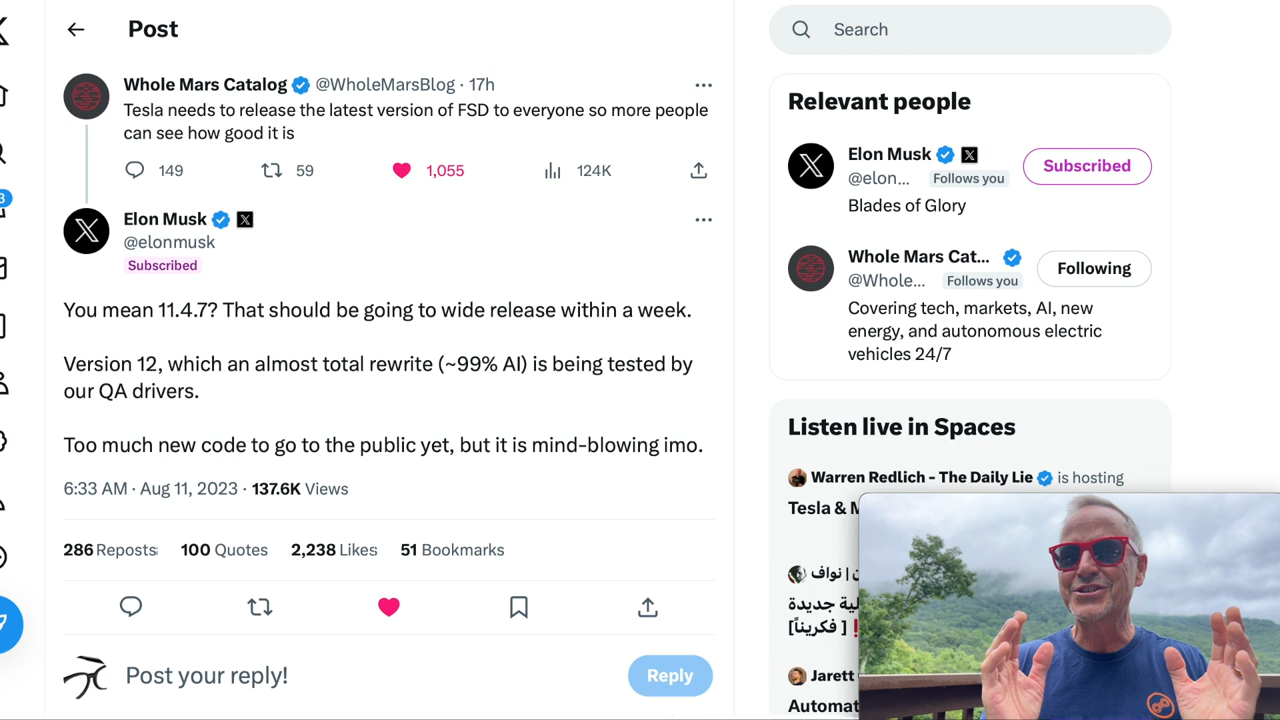 Post
Whole Mars Catalog @WholeMarsBlog · 17h
Tesla needs to release the latest version of FSD to everyone so more people
can see how good it is
149 59 1,055 124K
Elon Musk
@elonmusk
Subscribed
You mean 11.4.7? That should be going to wide release within a week.
Version 12, which an almost total rewrite (~99% AI) is being tested by
our QA drivers.
Too much new code to go to the public yet, but it is mind-blowing imo.
6:33 AM · Aug 11, 2023 · 137.6K Views
286 Reposts 100 Quotes 2,238 Likes 51 Bookmarks
Post your reply!
Reply
Search
Relevant people
Elon Musk
@elon... Follows you
Subscribed
Blades of Glory
Whole Mars Cat...
@Whole... Follows you
Following
Covering tech, markets, AI, new
energy, and autonomous electric
vehicles 24/7
Listen live in Spaces
Warren Redlich - The Daily Lie is hosting
Tesla &
ن | نواف
لية جديدة
[ فكريناً ]
Jarett
Automat